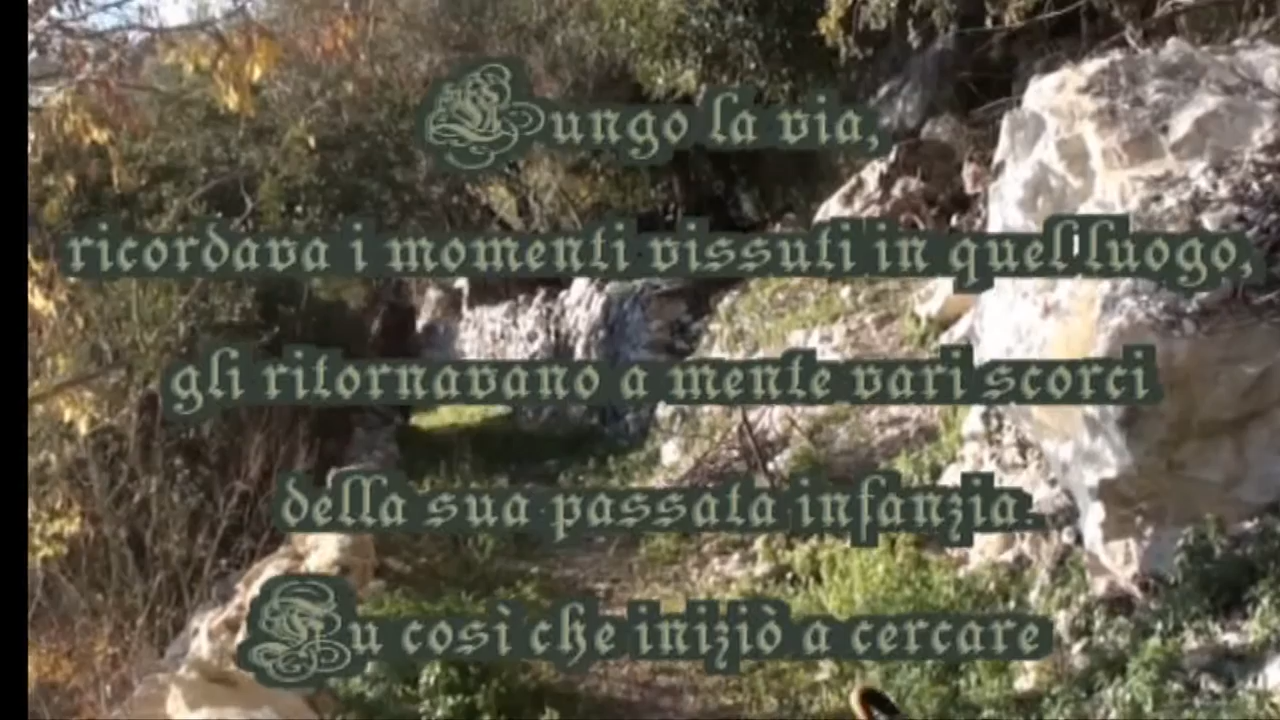 Lungo la via,
ricordava i momenti vissuti in quel luogo,
gli ritornavano a mente vari scorci
della sua passata infanzia.
Fu così che iniziò a cercare